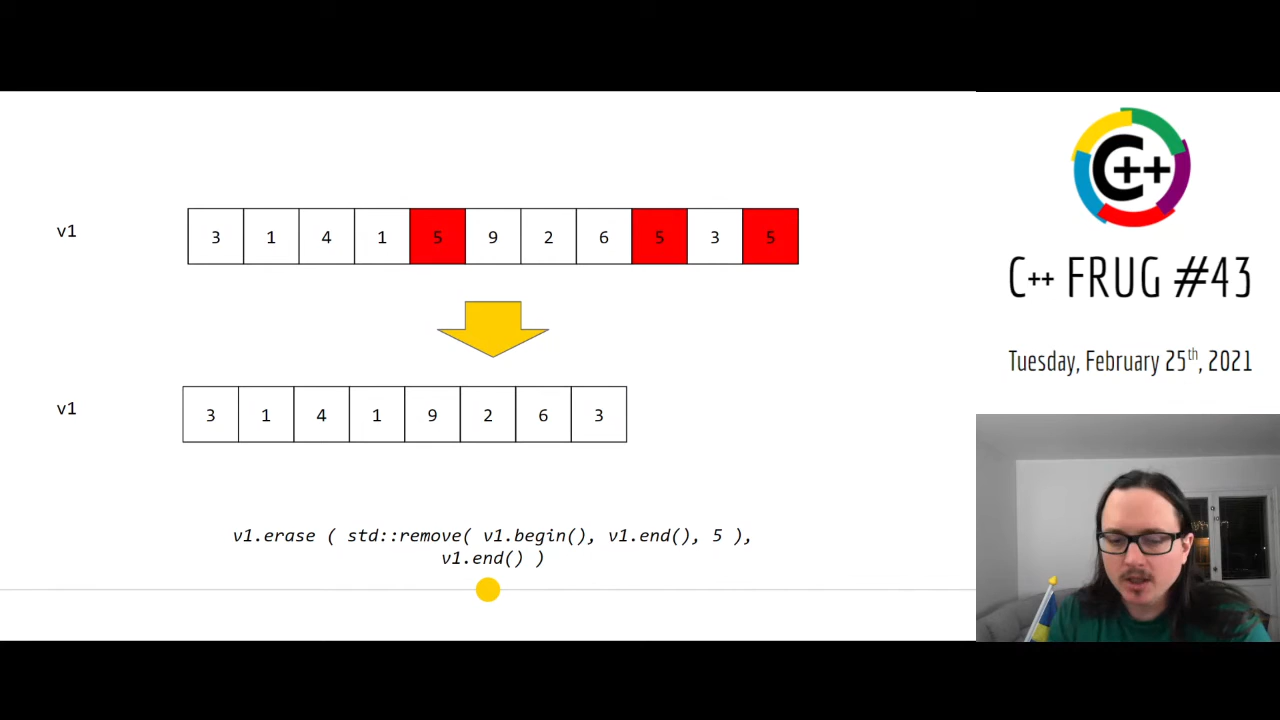 v1
3 1 4 1 5 9 2 6 5 3 5
v1
3 1 4 1 9 2 6 3
v1.erase ( std::remove( v1.begin(), v1.end(), 5 ),
v1.end() )
C++
C++ FRUG #43
Tuesday, February 25th, 2021